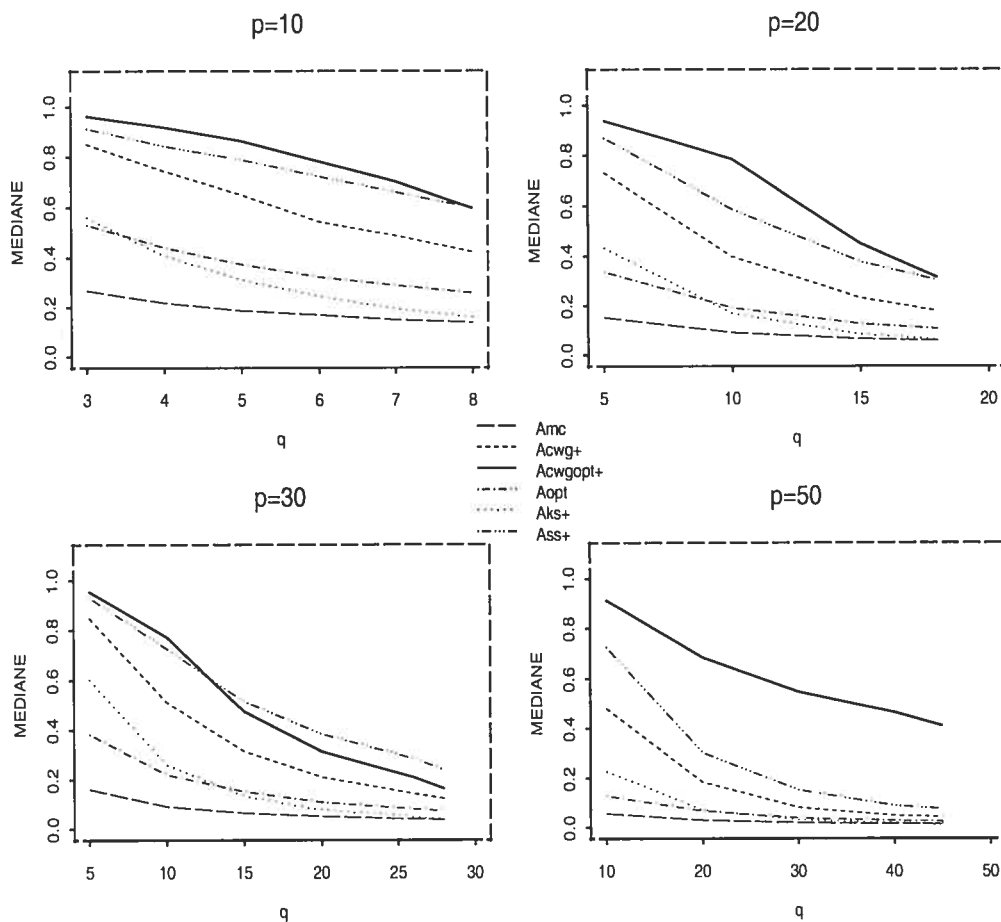 p=10
MEDIANE
0.0 0.2 0.4 0.6 0.8 1.0
3 4 5 6 7 8
q
p=20
MEDIANE
0.0 0.2 0.4 0.6 0.8 1.0
5 10 15 20
q
Amc
Acwg+
Acwgopt+
Aopt
Aks+
Ass+
p=30
MEDIANE
0.0 0.2 0.4 0.6 0.8 1.0
5 10 15 20 25 30
q
p=50
MEDIANE
0.0 0.2 0.4 0.6 0.8 1.0
10 20 30 40 50
q